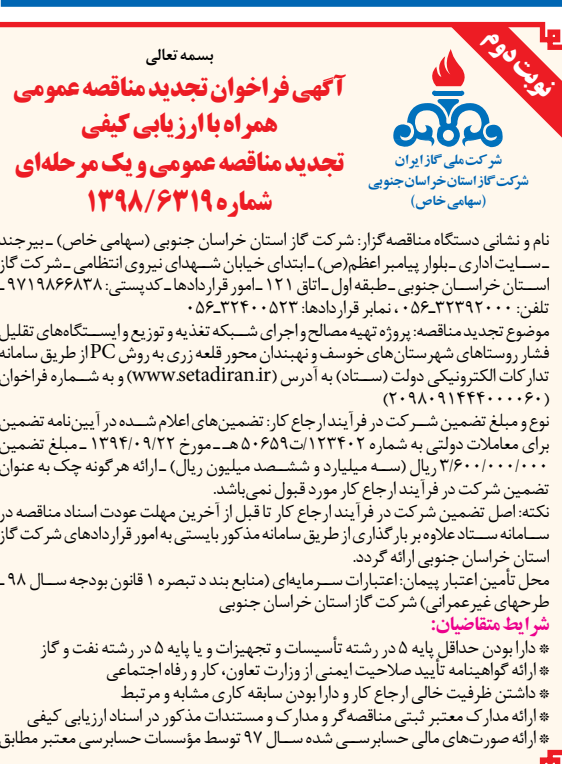 نوبت دوم
بسمه تعالی
آگهی فراخوان تجدید مناقصه عمومی
همراه با ارزیابی کیفی
تجدید مناقصه عمومی و یک مرحله‌ای
شماره ۱۳۹۸/۶۳۱۹
شرکت ملی گاز ایران
شرکت گاز استان خراسان جنوبی
(سهامی خاص)
نام و نشانی دستگاه مناقصه‌گزار: شرکت گاز استان خراسان جنوبی (سهامی خاص) ـ بیرجند
ـ سایت اداری ـ بلوار پیامبر اعظم(ص) ـ ابتدای خیابان شهدای نیروی انتظامی ـ شرکت گاز
استان خراسان جنوبی ـ طبقه اول ـ اتاق ۱۲۱ ـ امور قراردادها ـ کدپستی: ۹۷۱۹۸۶۶۸۳۸ ـ
تلفن: ۳۲۳۹۲۰۰۰ـ۰۵۶ ، نمابر قراردادها: ۳۲۴۰۰۵۲۳ـ۰۵۶
موضوع تجدید مناقصه: پروژه تهیه مصالح و اجرای شبکه تغذیه و توزیع و ایستگاه‌های تقلیل
فشار روستاهای شهرستان‌های خوسف و نهبندان محور قلعه زری به روش PC از طریق سامانه
تدارکات الکترونیکی دولت (ستاد) به آدرس (www.setadiran.ir) و به شماره فراخوان
(۲۰۹۸۰۹۱۴۴۴۰۰۰۰۶۰)
نوع و مبلغ تضمین شرکت در فرآیند ارجاع کار: تضمین‌های اعلام شده در آیین‌نامه تضمین
برای معاملات دولتی به شماره ۱۲۳۴۰۲/ت۵۰۶۵۹ هـ ـ مورخ ۱۳۹۴/۰۹/۲۲ ـ مبلغ تضمین
۳/۶۰۰/۰۰۰/۰۰۰ ریال (سه میلیارد و ششصد میلیون ریال) ـ ارائه هرگونه چک به عنوان
تضمین شرکت در فرآیند ارجاع کار مورد قبول نمی‌باشد.
نکته: اصل تضمین شرکت در فرآیند ارجاع کار تا قبل از آخرین مهلت عودت اسناد مناقصه در
سامانه ستاد علاوه بر بارگذاری از طریق سامانه مذکور بایستی به امور قراردادهای شرکت گاز
استان خراسان جنوبی ارائه گردد.
محل تأمین اعتبار پیمان: اعتبارات سرمایه‌ای (منابع بند د تبصره ۱ قانون بودجه سال ۹۸ ـ
طرحهای غیرعمرانی) شرکت گاز استان خراسان جنوبی
شرایط متقاضیان:
* دارا بودن حداقل پایه ۵ در رشته تأسیسات و تجهیزات و یا پایه ۵ در رشته نفت و گاز
* ارائه گواهینامه تأیید صلاحیت ایمنی از وزارت تعاون، کار و رفاه اجتماعی
* داشتن ظرفیت خالی ارجاع کار و دارا بودن سابقه کاری مشابه و مرتبط
* ارائه مدارک معتبر ثبتی مناقصه‌گر و مدارک و مستندات مذکور در اسناد ارزیابی کیفی
* ارائه صورت‌های مالی حسابرسی شده سال ۹۷ توسط مؤسسات حسابرسی معتبر مطابق